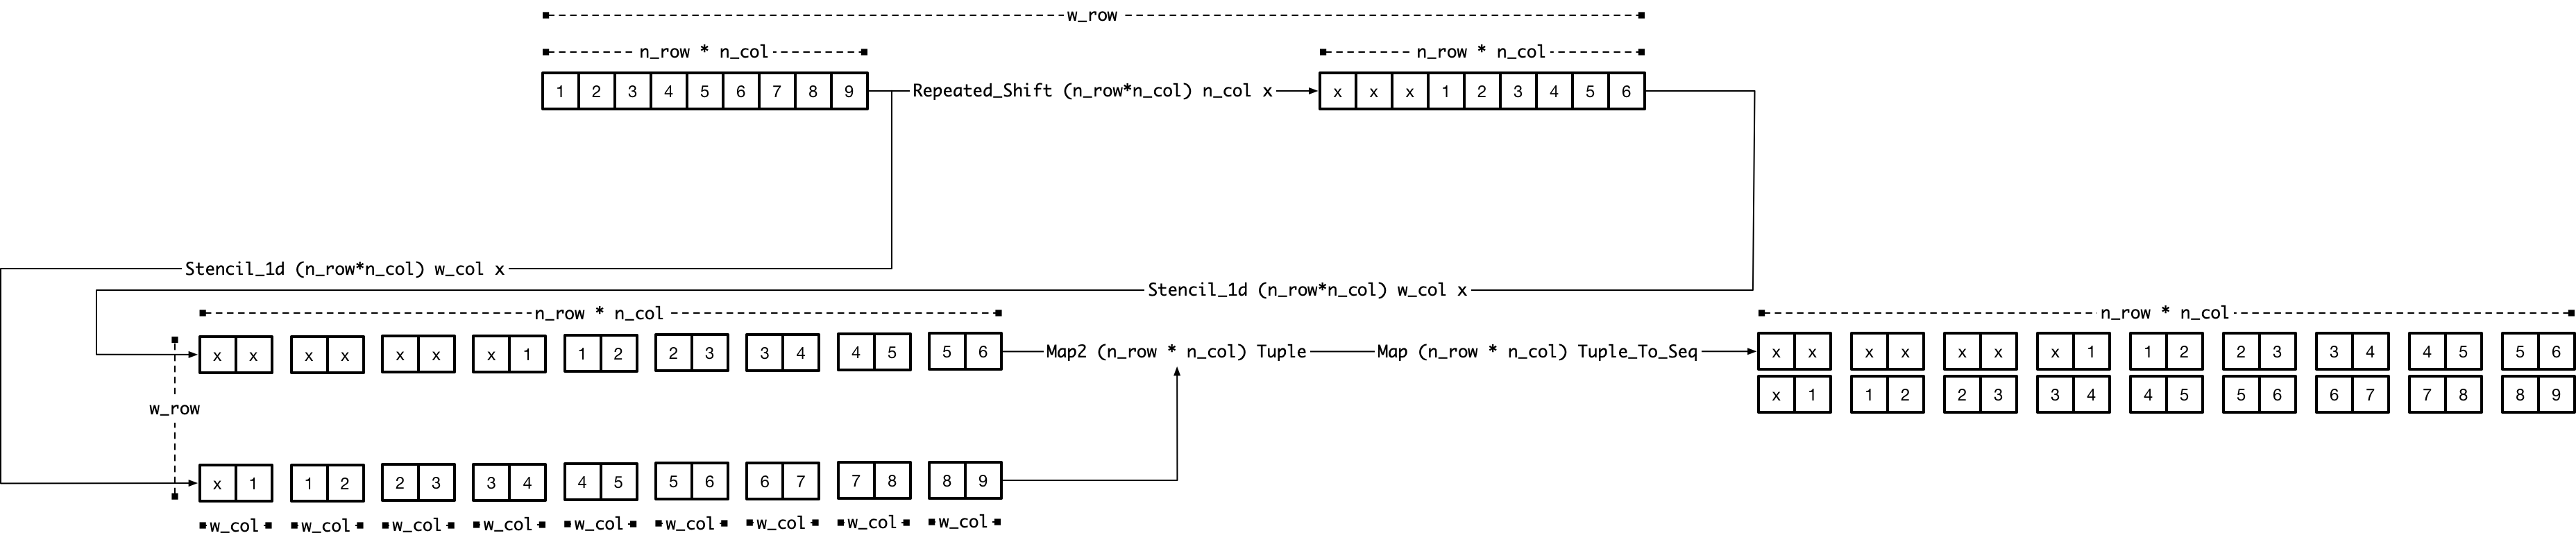 w_row
n_row * n_col n_row * n_col
1 2 3 4 5 6 7 8 9 Repeated_Shift (n_row*n_col) n_col x x x x 1 2 3 4 5 6
Stencil_1d (n_row*n_col) w_col x
Stencil_1d (n_row*n_col) w_col x
n_row * n_col n_row * n_col
x x x x x x x 1 1 2 2 3 3 4 4 5 5 6 Map2 (n_row * n_col) Tuple Map (n_row * n_col) Tuple_To_Seq x x x x x x x 1 1 2 2 3 3 4 4 5 5 6
x 1 1 2 2 3 3 4 4 5 5 6 6 7 7 8 8 9
w_row
x 1 1 2 2 3 3 4 4 5 5 6 6 7 7 8 8 9
w_col w_col w_col w_col w_col w_col w_col w_col w_col